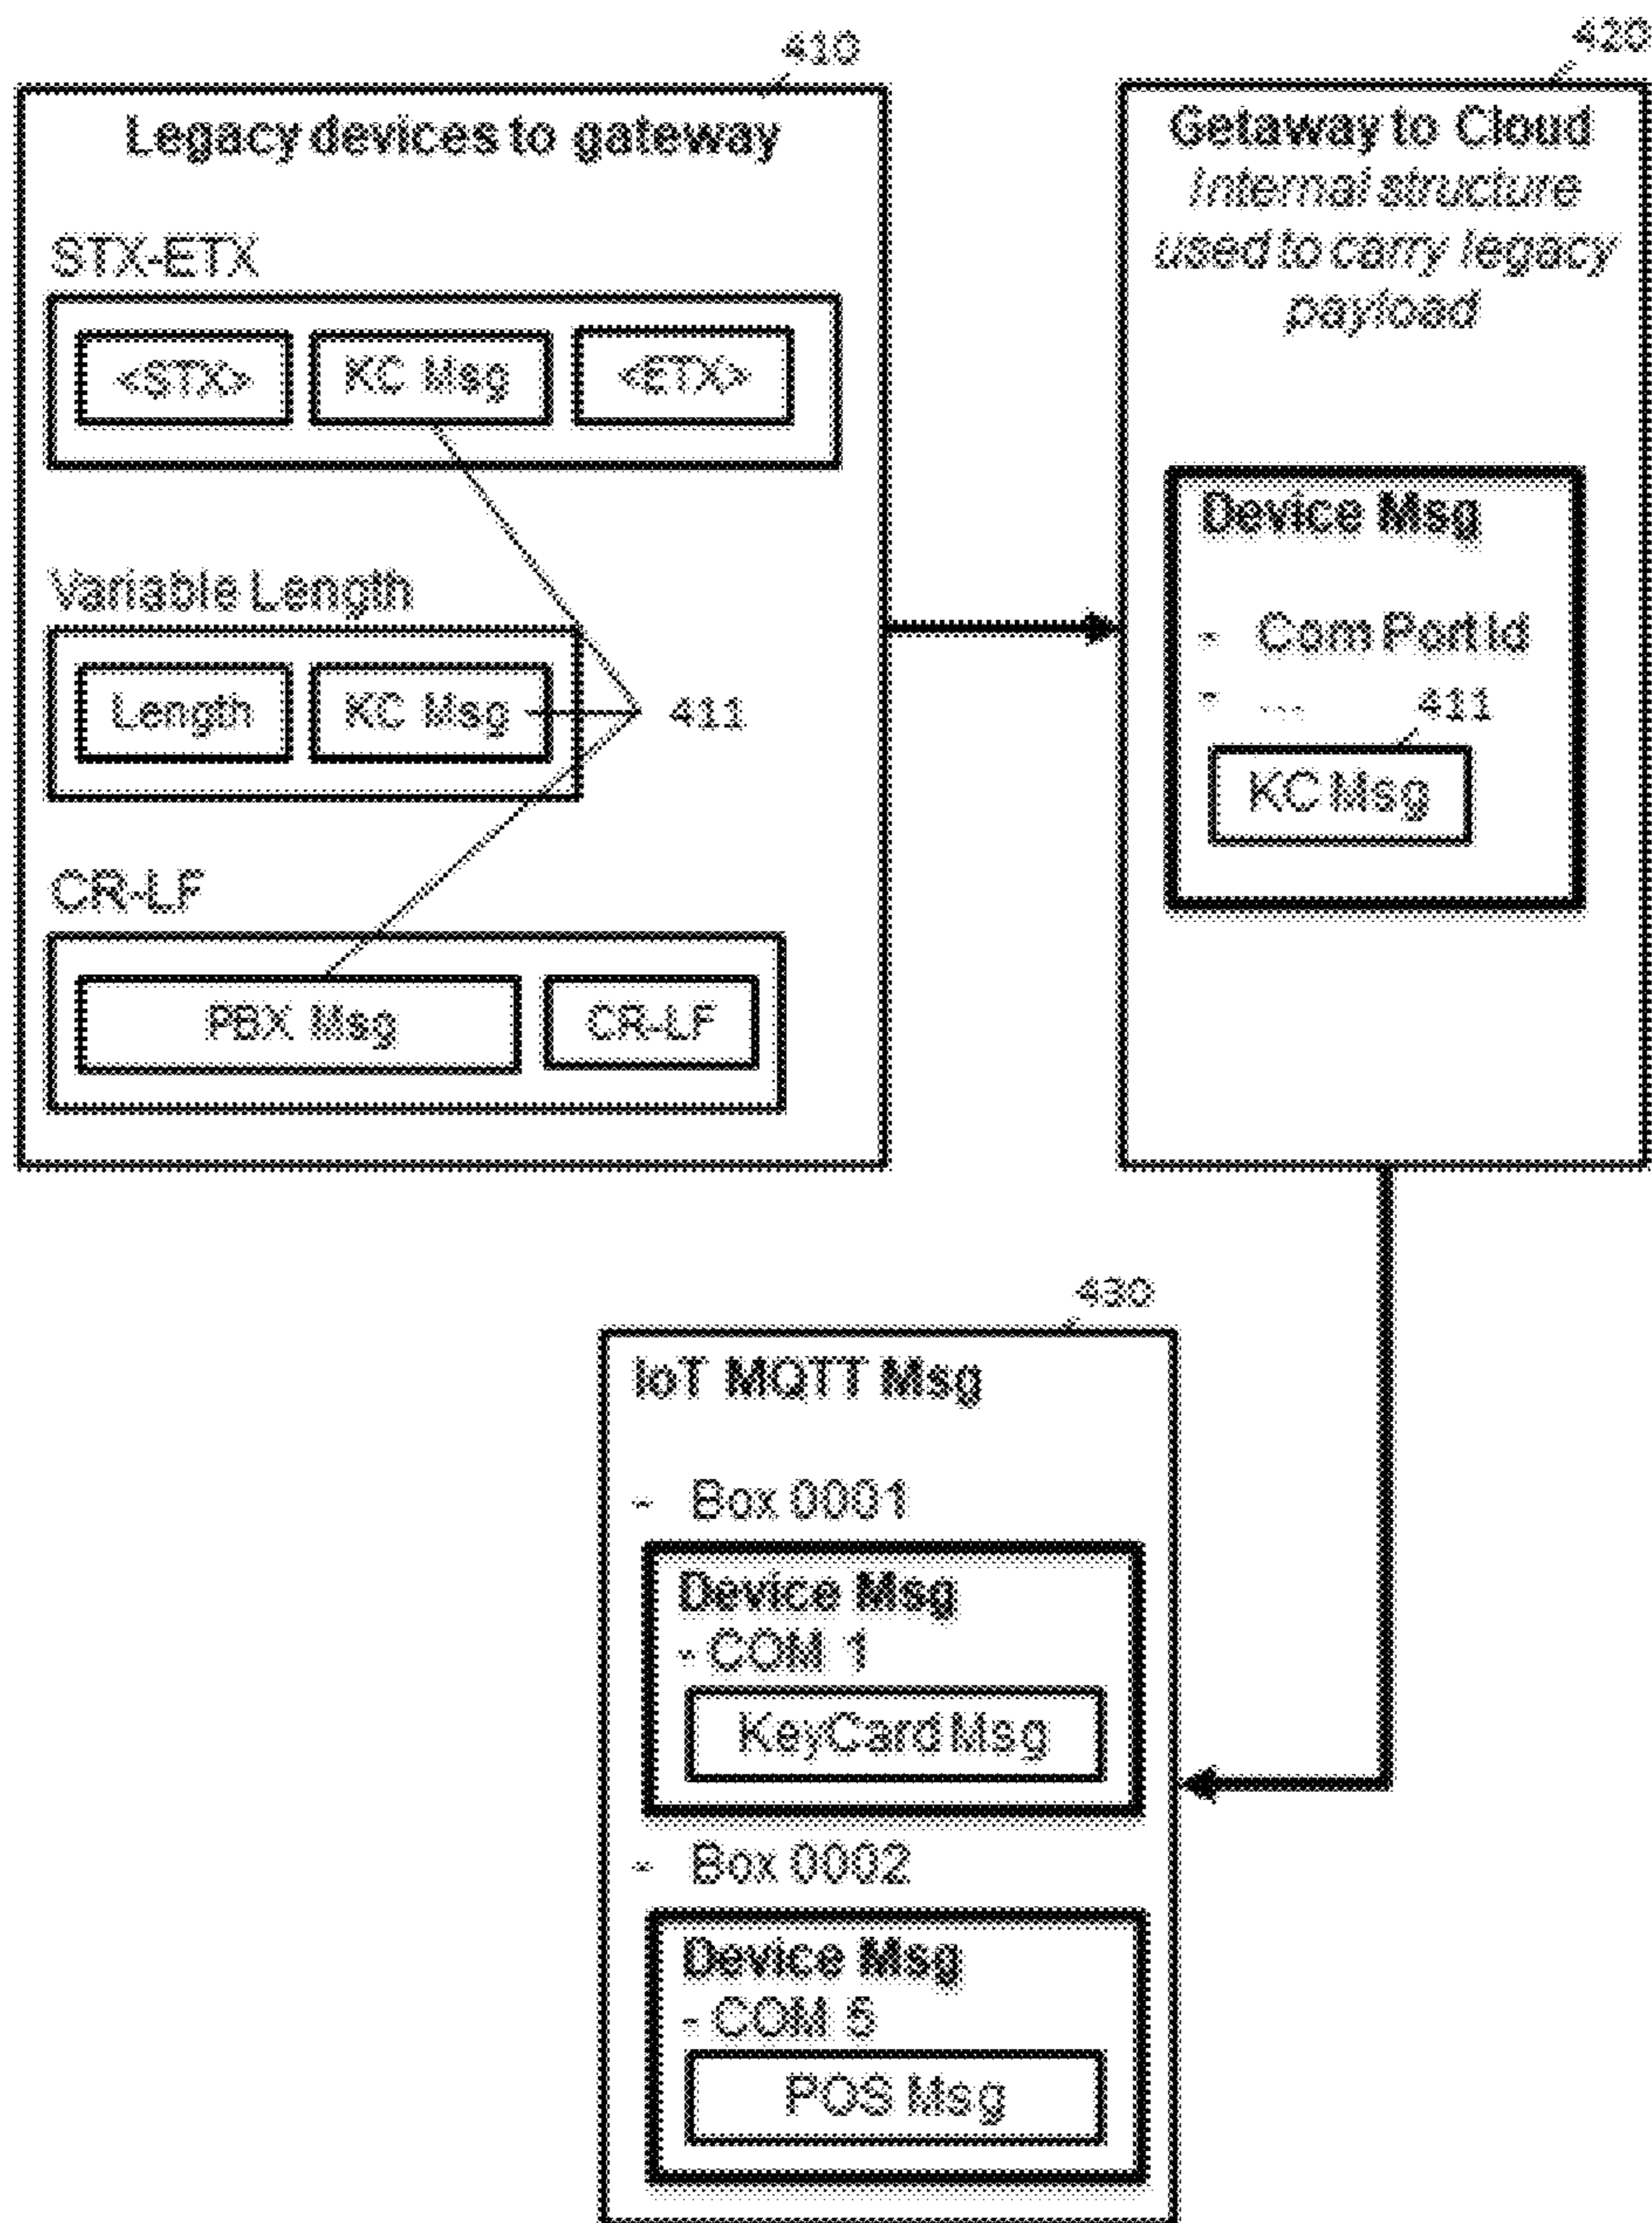 410
Legacy devices to gateway
STX-ETX
<STX> KC Msg <ETX>
Variable Length
Length KC Msg 411
CR-LF
PBX Msg CR-LF
420
Getaway to Cloud
Internal structure
used to carry legacy
payload
Device Msg
- Com Port Id
- ...
411
KC Msg
430
IoT MQTT Msg
- Box 0001
Device Msg
- COM 1
KeyCard Msg
- Box 0002
Device Msg
- COM 5
POS Msg